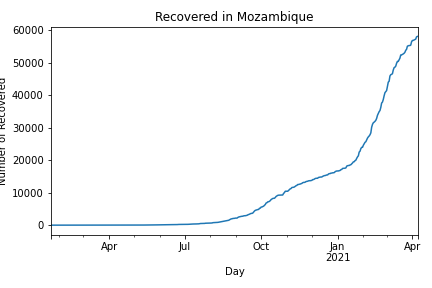 Recovered in Mozambique
60000
50000
40000
30000
20000
10000
0
Number of Recovered
Apr
Jul
Oct
Jan
2021
Apr
Day